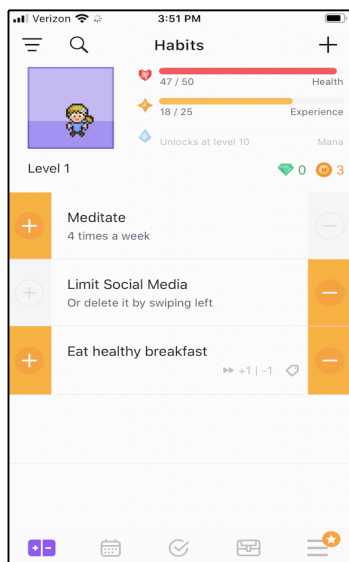 Verizon 3:51 PM
Habits
47 / 50 Health
18 / 25 Experience
Unlocks at level 10 Mana
Level 1 0 3
Meditate
4 times a week
Limit Social Media
Or delete it by swiping left
Eat healthy breakfast
+1 | -1